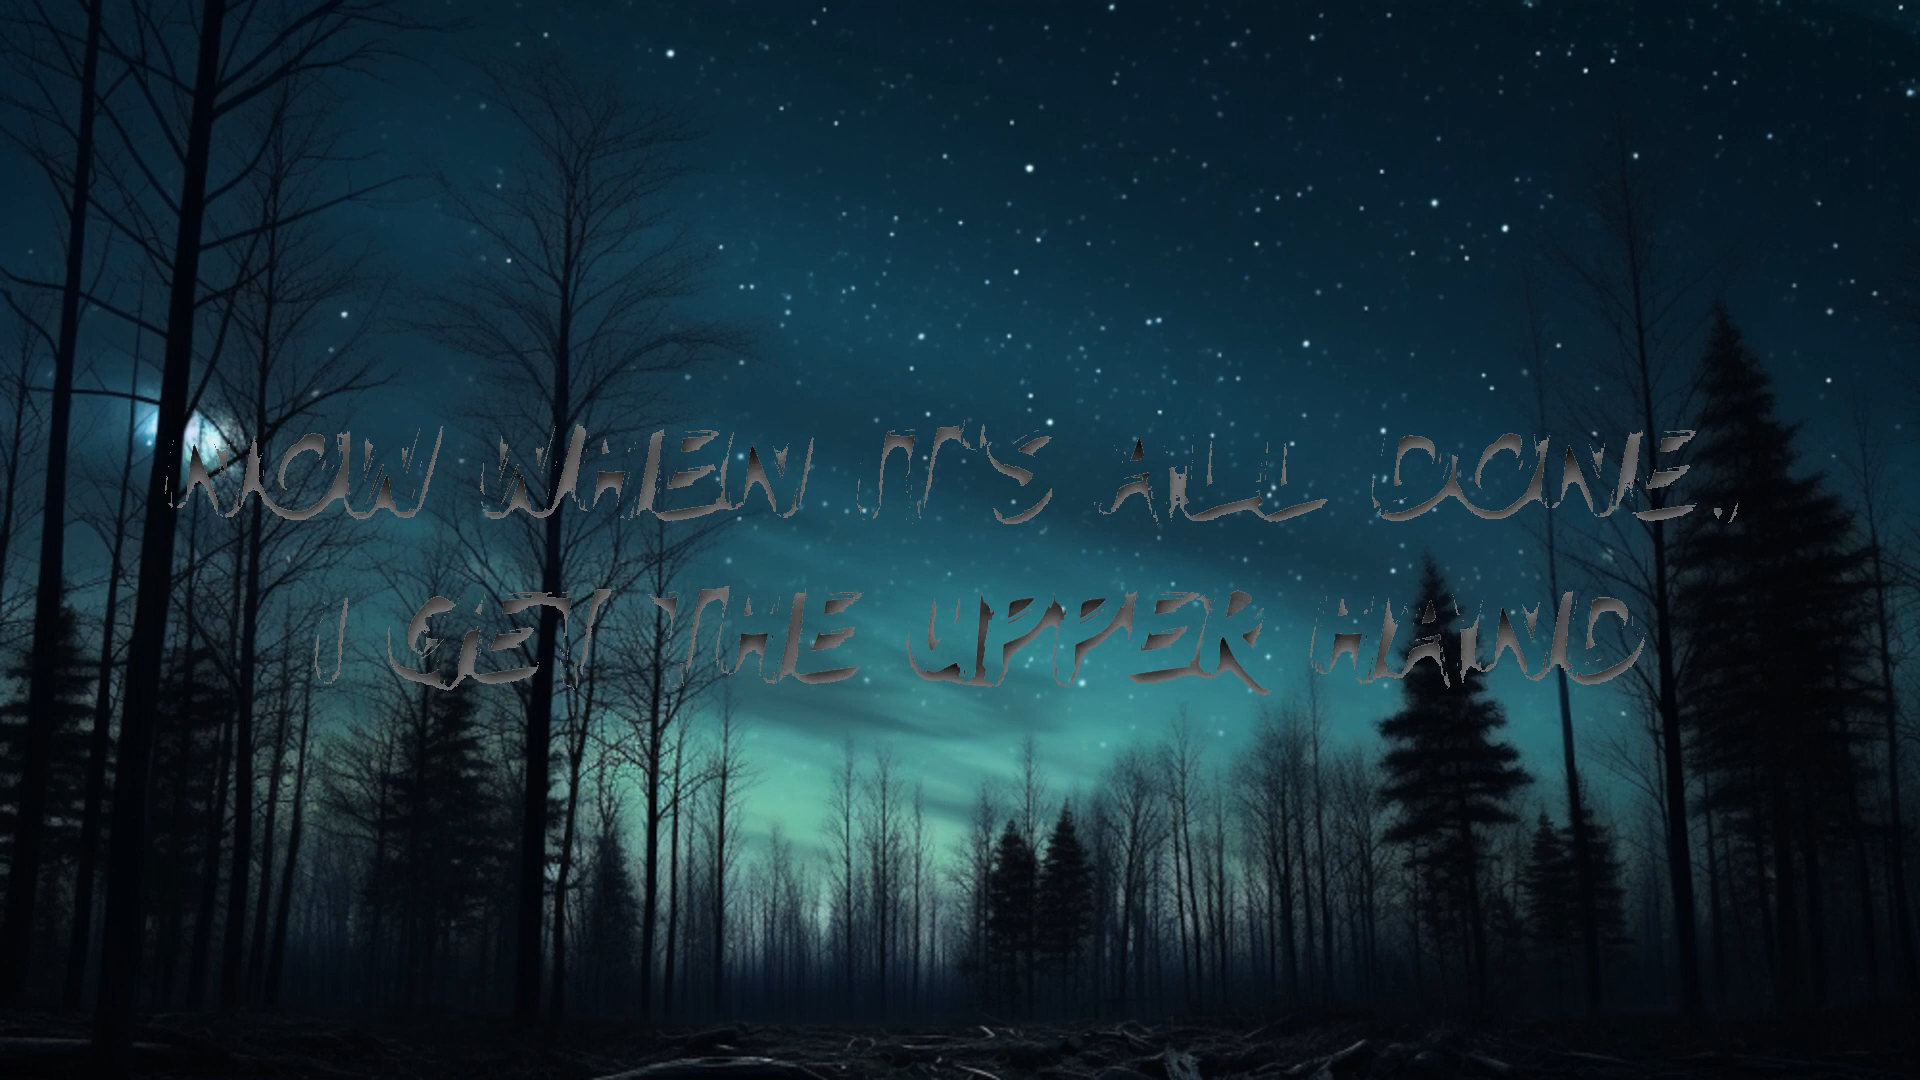 NOW WHEN IT'S ALL DONE,
I GET THE UPPER HAND